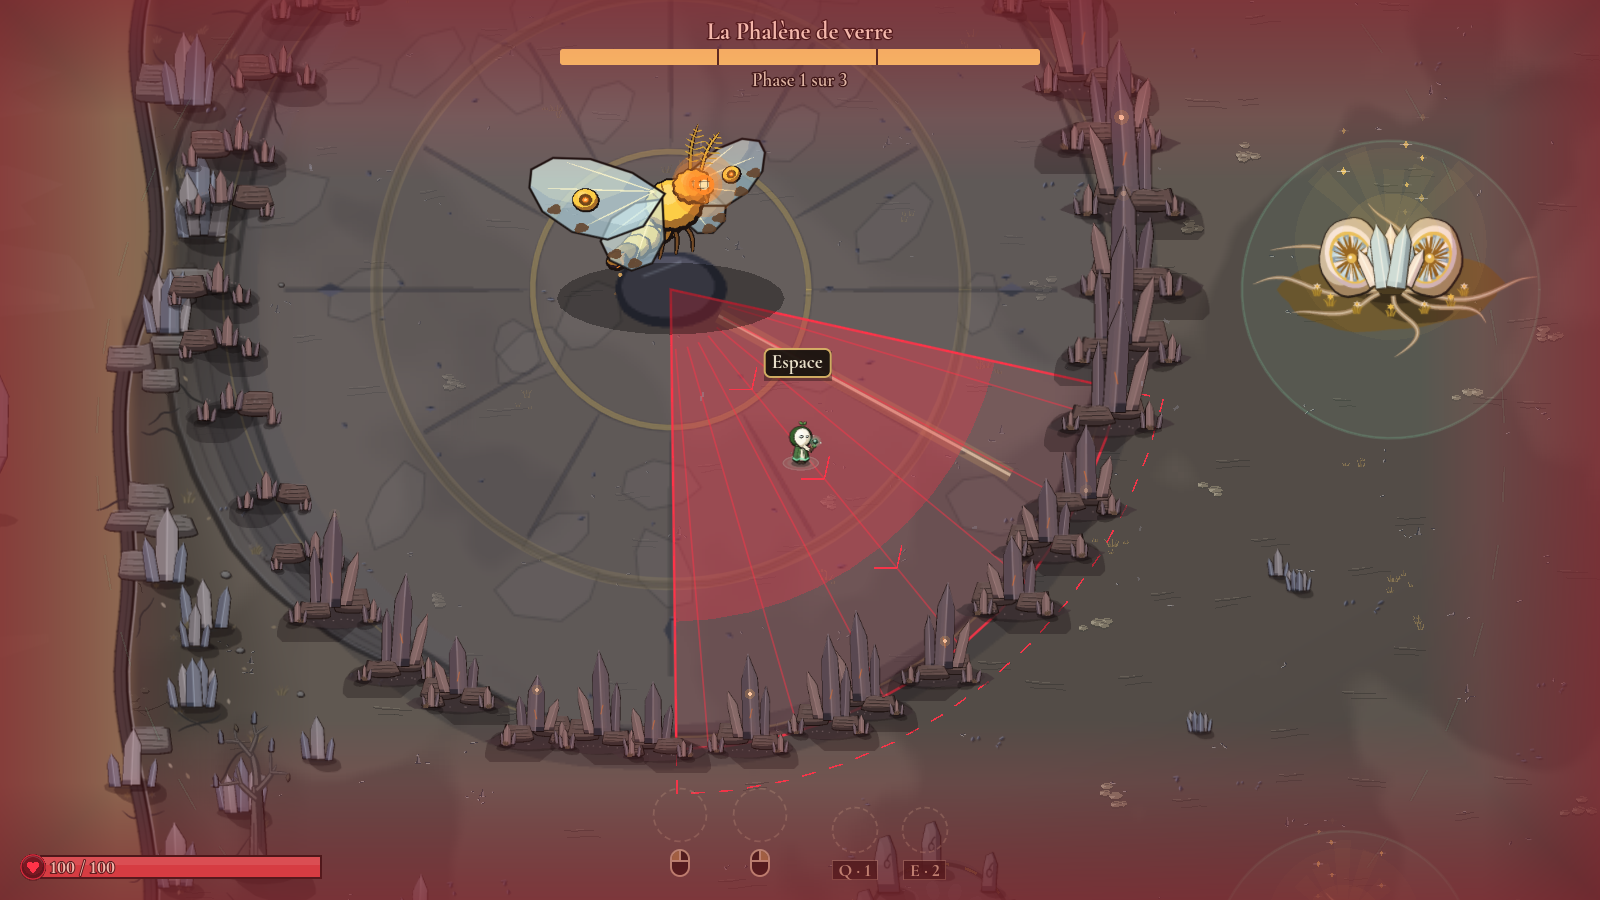 La Phalène de verre
Phase 1 sur 3
Espace
100 / 100
Q · 1
E · 2